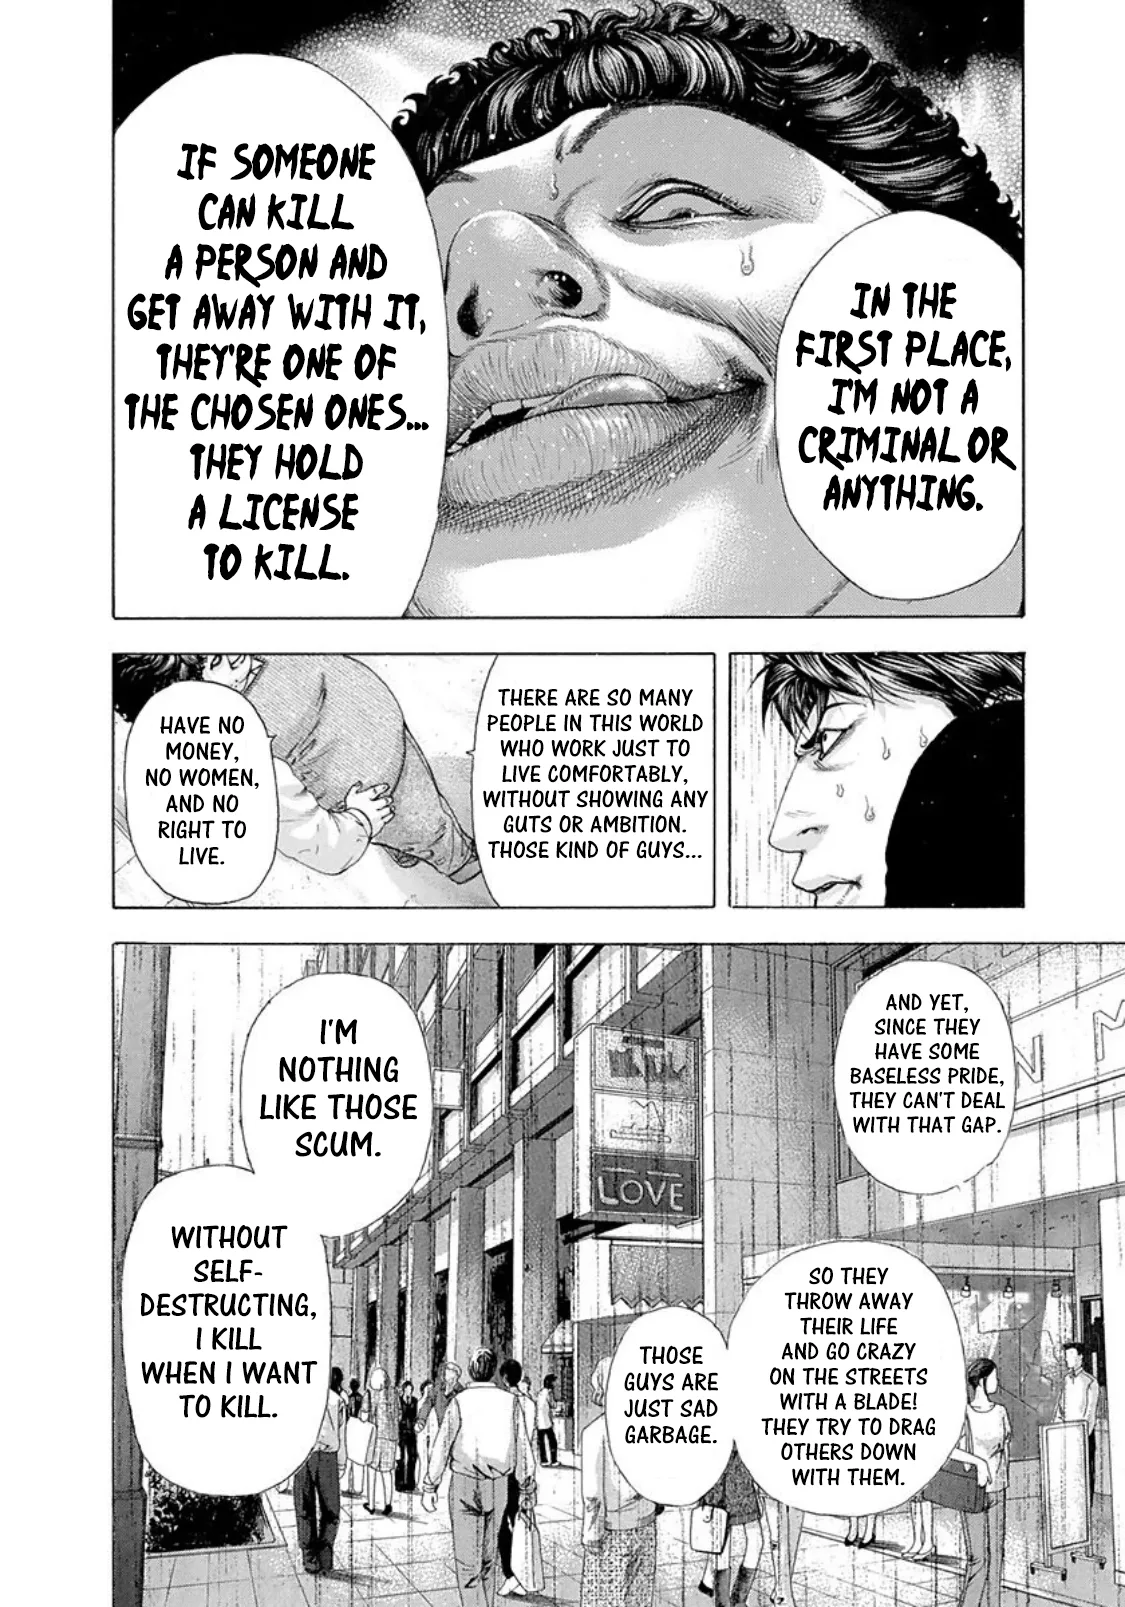 IN THE
FIRST PLACE,
I'M NOT A
CRIMINAL OR
ANYTHING.
IF SOMEONE
CAN KILL
A PERSON AND
GET AWAY WITH IT,
THEY'RE ONE OF
THE CHOSEN ONES...
THEY HOLD
A LICENSE
TO KILL.
THERE ARE SO MANY
PEOPLE IN THIS WORLD
WHO WORK JUST TO
LIVE COMFORTABLY,
WITHOUT SHOWING ANY
GUTS OR AMBITION.
THOSE KIND OF GUYS...
HAVE NO
MONEY,
NO WOMEN,
AND NO
RIGHT TO
LIVE.
AND YET,
SINCE THEY
HAVE SOME
BASELESS PRIDE,
THEY CAN'T DEAL
WITH THAT GAP.
SO THEY
THROW AWAY
THEIR LIFE
AND GO CRAZY
ON THE STREETS
WITH A BLADE!
THEY TRY TO DRAG
OTHERS DOWN
WITH THEM.
THOSE
GUYS ARE
JUST SAD
GARBAGE.
I'M
NOTHING
LIKE THOSE
SCUM.
WITHOUT
SELF-
DESTRUCTING,
I KILL
WHEN I WANT
TO KILL.
LOVE